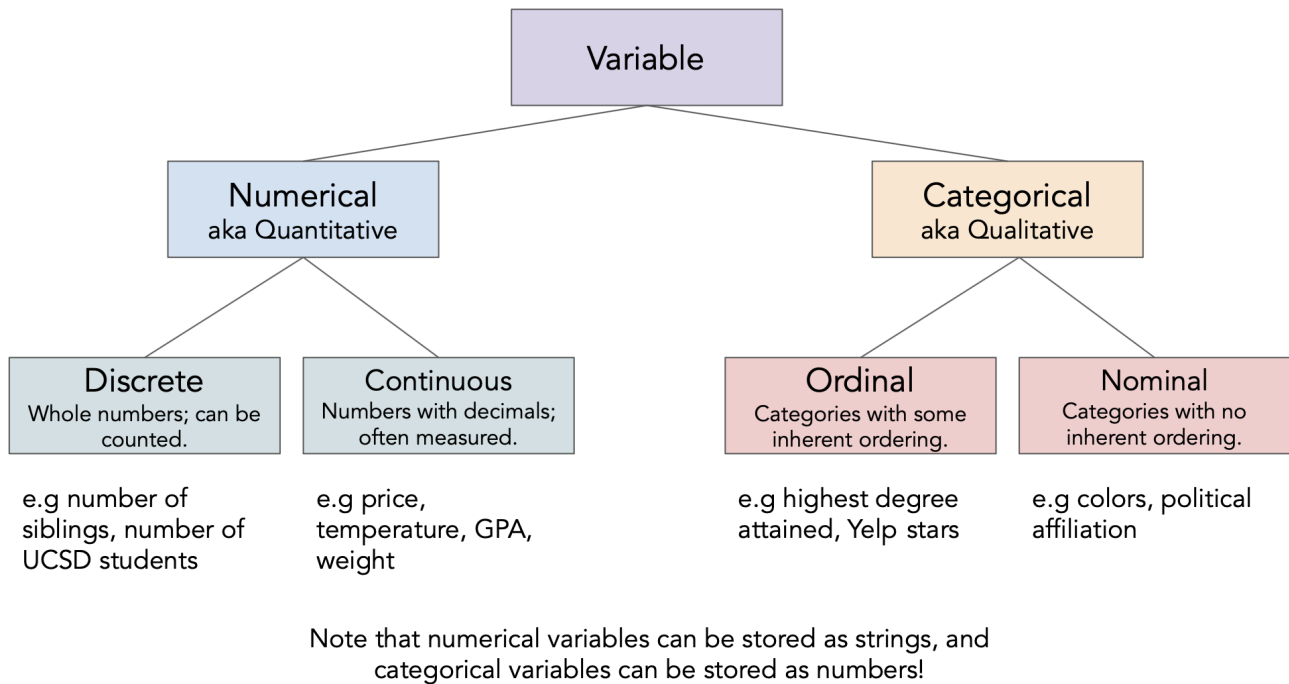 Variable
Numerical
aka Quantitative
Categorical
aka Qualitative
Discrete
Whole numbers; can be
counted.
Continuous
Numbers with decimals;
often measured.
Ordinal
Categories with some
inherent ordering.
Nominal
Categories with no
inherent ordering.
e.g number of
siblings, number of
UCSD students
e.g price,
temperature, GPA,
weight
e.g highest degree
attained, Yelp stars
e.g colors, political
affiliation
Note that numerical variables can be stored as strings, and
categorical variables can be stored as numbers!